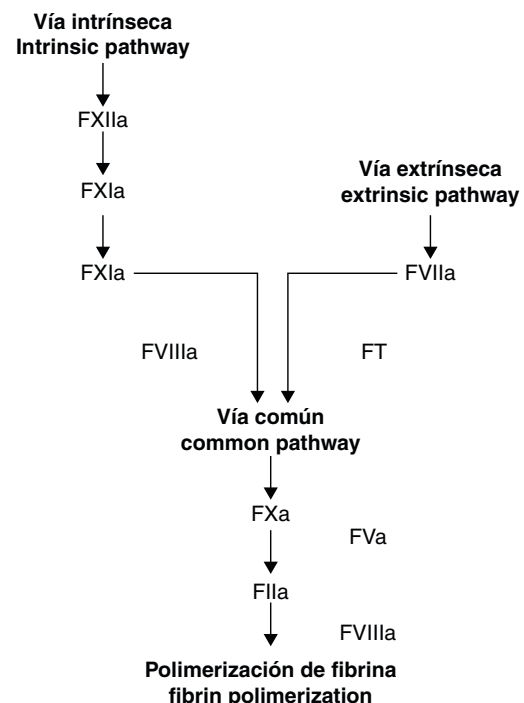 Vía intrínseca
Intrinsic pathway
FXIIa
FXIa
Vía extrínseca
extrinsic pathway
FXIa
FVIIa
FVIIIa
FT
Vía común
common pathway
FXa
FVa
FIIa
FVIIIa
Polimerización de fibrina
fibrin polimerization